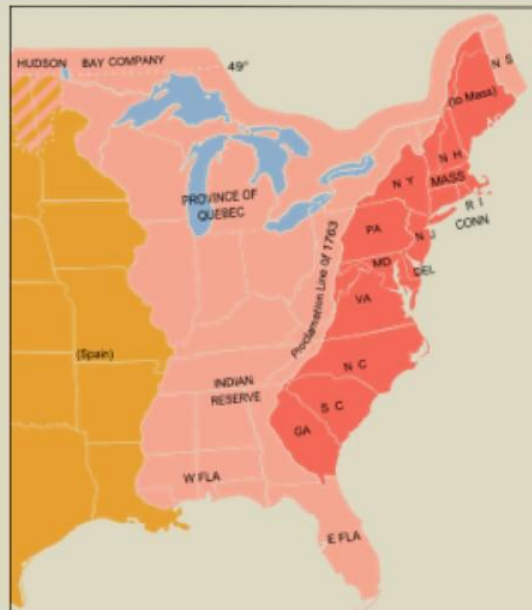 HUDSON BAY COMPANY
49°
N S
(to Mass)
N H
N Y
MASS
R I
CONN
PROVINCE OF
QUEBEC
PA
N J
MD
DEL
Proclamation Line of 1763
VA
(Spain)
N C
INDIAN
RESERVE
S C
GA
W FLA
E FLA